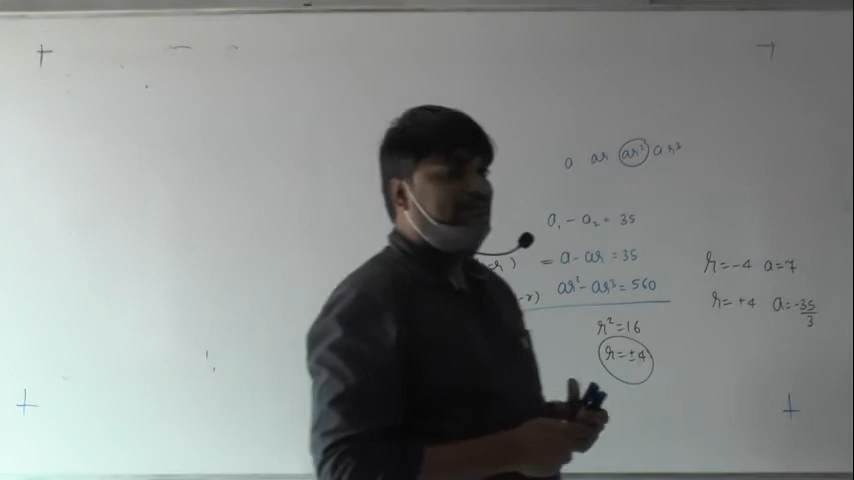 a ar ar² ar³
a₁ - a₂ = 35
-r) = a - ar = 35
-r) ar² - ar³ = 560
r² = 16
r = ±4
r = -4 a = 7
r = +4 a = -35/3